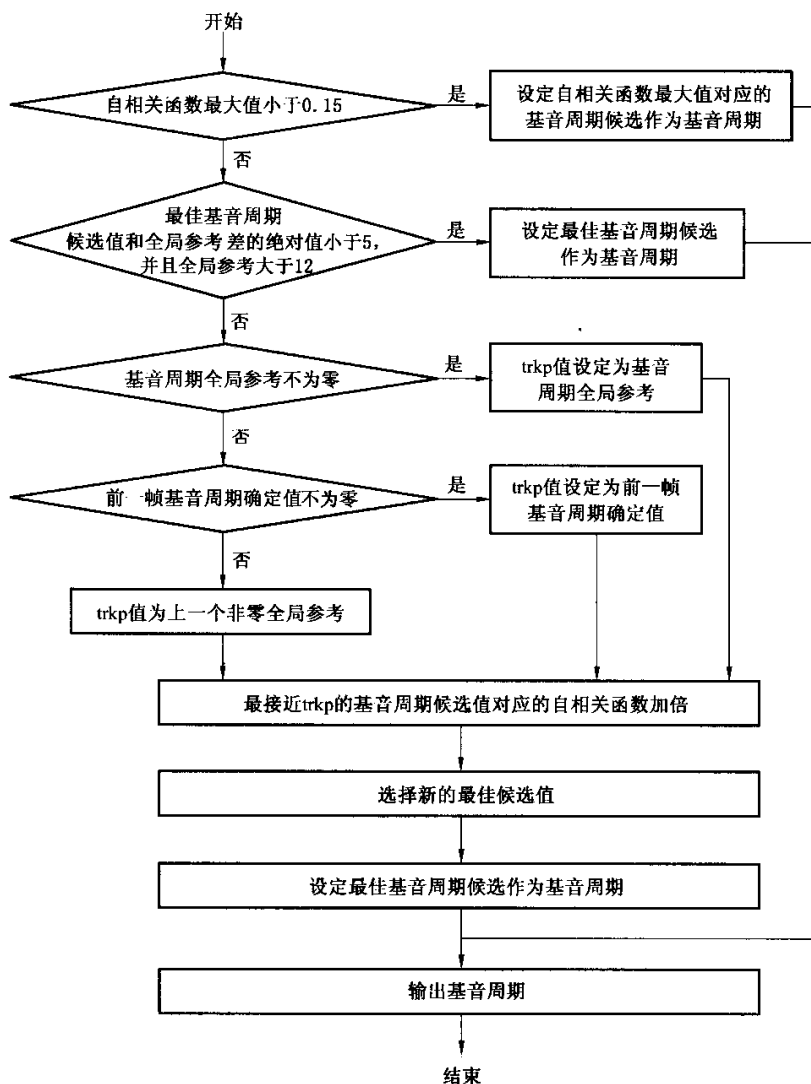 开始
自相关函数最大值小于0.15
是
设定自相关函数最大值对应的
基音周期候选作为基音周期
否
最佳基音周期
候选值和全局参考差的绝对值小于5,
并且全局参考大于12
是
设定最佳基音周期候选
作为基音周期
否
基音周期全局参考不为零
是
trkp值设定为基音
周期全局参考
否
前一帧基音周期确定值不为零
是
trkp值设定为前一帧
基音周期确定值
否
trkp值为上一个非零全局参考
最接近trkp的基音周期候选值对应的自相关函数加倍
选择新的最佳候选值
设定最佳基音周期候选作为基音周期
输出基音周期
结束